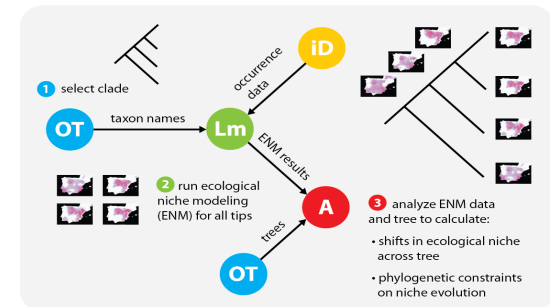 1 select clade
OT
taxon names
Lm
occurrence
data
iD
ENM results
2 run ecological
niche modeling
(ENM) for all tips
A
trees
OT
3 analyze ENM data
and tree to calculate:
• shifts in ecological niche
across tree
• phylogenetic constraints
on niche evolution